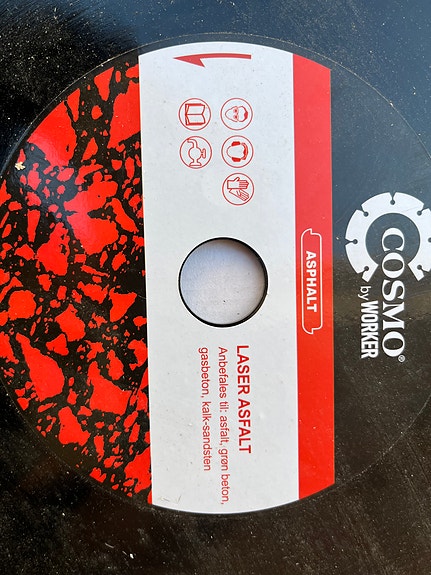 COSMO®
by WORKER
ASPHALT
LASER ASFALT
Anbefales til: asfalt, grøn beton,
gasbeton, kalk-sandsten